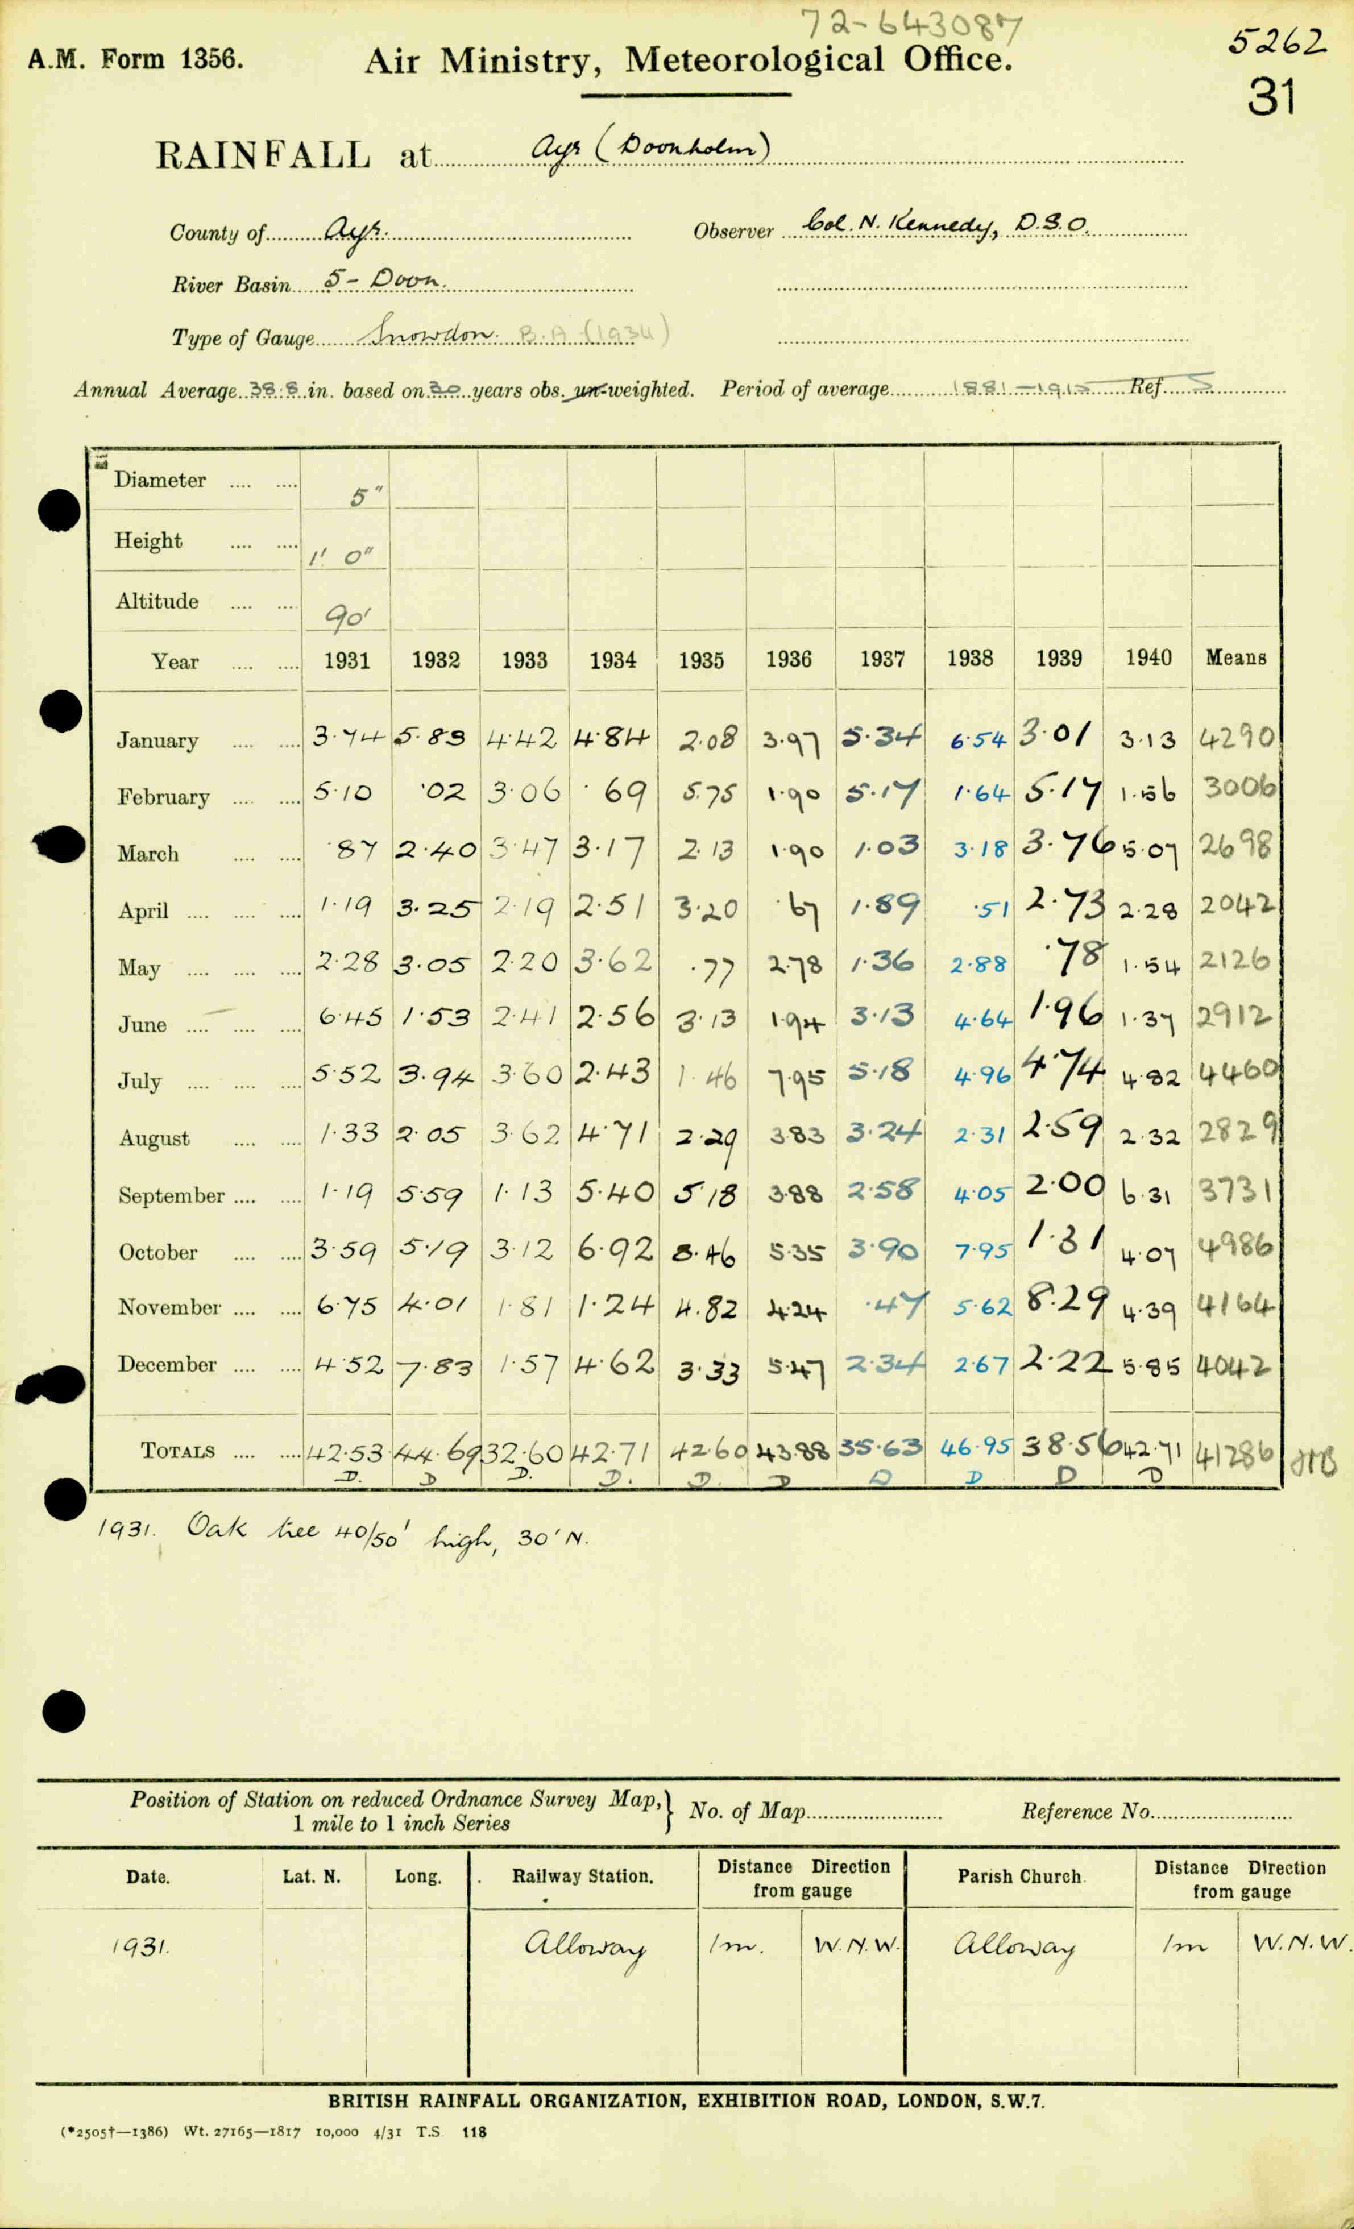 72-643087
5262
A.M. Form 1356. Air Ministry, Meteorological Office.
31
RAINFALL at Ayr (Doonholm)
County of Ayr. Observer Col. N. Kennedy, D.S.O.
River Basin 5 - Doon.
Type of Gauge Snowdon. B.A (1934)
Annual Average 38.8 in. based on 30 years obs. un-weighted. Period of average 1881-1915 Ref. S
Diameter 5"
Height 1' 0"
Altitude 90'
Year 1931 1932 1933 1934 1935 1936 1937 1938 1939 1940 Means
January 3.74 5.83 4.42 4.84 2.08 3.97 5.34 6.54 3.01 3.13 4290
February 5.10 .02 3.06 .69 5.75 1.90 5.17 1.64 5.17 1.56 3006
March .87 2.40 3.47 3.17 2.13 1.90 1.03 3.18 3.76 5.07 2698
April 1.19 3.25 2.19 2.51 3.20 .67 1.89 .51 2.73 2.28 2042
May 2.28 3.05 2.20 3.62 .77 2.78 1.36 2.88 .78 1.54 2126
June 6.45 1.53 2.41 2.56 3.13 1.94 3.13 4.64 1.96 1.37 2912
July 5.52 3.94 3.60 2.43 1.46 7.95 5.18 4.96 4.74 4.82 4460
August 1.33 2.05 3.62 4.71 2.29 3.83 3.24 2.31 2.59 2.32 2829
September 1.19 5.59 1.13 5.40 5.18 3.88 2.58 4.05 2.00 6.31 3731
October 3.59 5.19 3.12 6.92 8.46 5.35 3.90 7.95 1.31 4.07 4986
November 6.75 4.01 1.81 1.24 4.82 4.24 .47 5.62 8.29 4.39 4164
December 4.52 7.83 1.57 4.62 3.33 5.47 2.34 2.67 2.22 5.85 4042
TOTALS 42.53 44.69 32.60 42.71 42.60 43.88 35.63 46.95 38.56 42.71 41286
D. D D. D. D. D D D D D
1931. Oak tree 40/50' high, 30' N.
Position of Station on reduced Ordnance Survey Map,} No. of Map Reference No.
1 mile to 1 inch Series
Date. Lat. N. Long. Railway Station. Distance Direction from gauge Parish Church Distance Direction from gauge
1931. Alloway 1m. W.N.W. Alloway 1m W.N.W.
BRITISH RAINFALL ORGANIZATION, EXHIBITION ROAD, LONDON, S.W.7.
(*2505†—1386) Wt. 27165—1817 10,000 4/31 T.S. 118